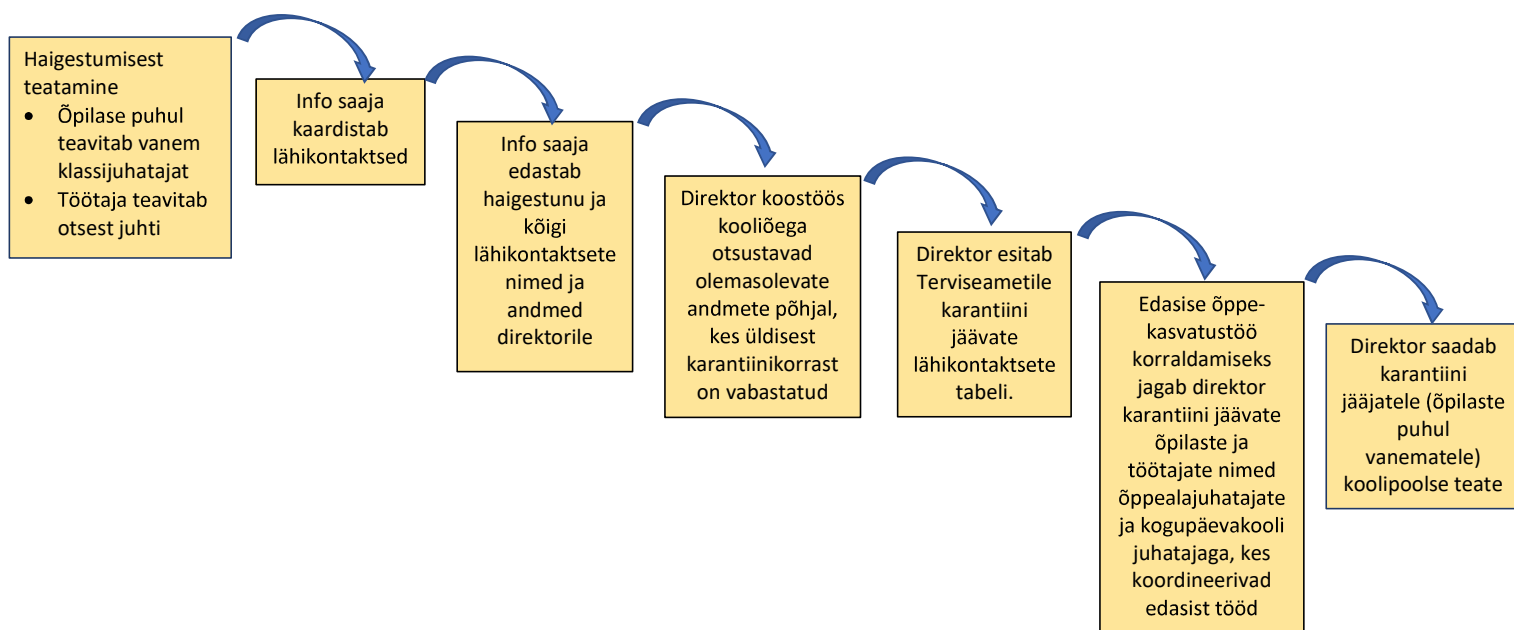 Haigestumisest
teatamine
• Õpilase puhul
teavitab vanem
klassijuhatajat
• Töötaja teavitab
otsest juhti
Info saaja
kaardistab
lähikontaktsed
Info saaja
edastab
haigestunu ja
kõigi
lähikontaktsete
nimed ja
andmed
direktorile
Direktor koostöös
kooliõega
otsustavad
olemasolevate
andmete põhjal,
kes üldisest
karantiinikorrast
on vabastatud
Direktor esitab
Terviseametile
karantiini
jäävate
lähikontaktsete
tabeli.
Edasise õppe-
kasvatustöö
korraldamiseks
jagab direktor
karantiini jäävate
õpilaste ja
töötajate nimed
õppealajuhatajate
ja kogupäevakooli
juhatajaga, kes
koordineerivad
edasist tööd
Direktor saadab
karantiini
jääjatele (õpilaste
puhul
vanematele)
koolipoolse teate